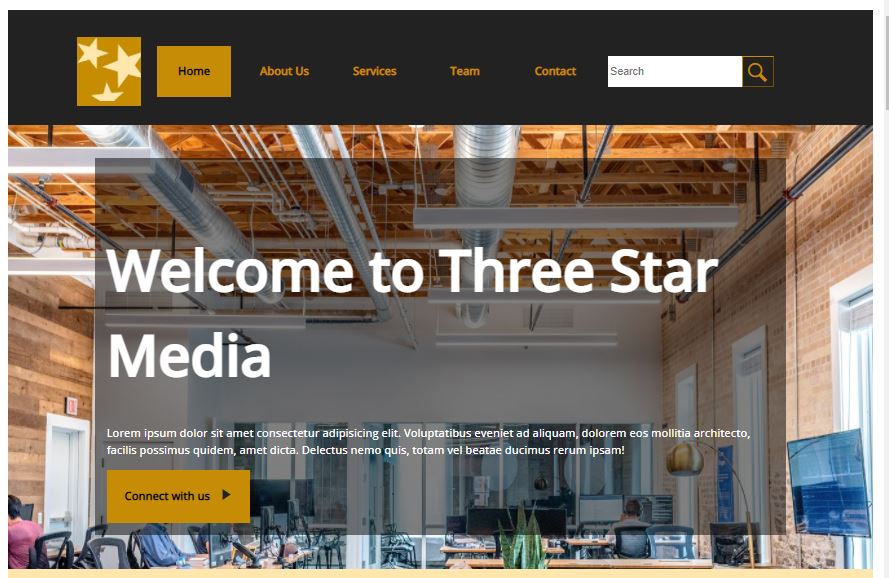 Home About Us Services Team Contact Search
Welcome to Three Star
Media
Lorem ipsum dolor sit amet consectetur adipisicing elit. Voluptatibus eveniet ad aliquam, dolorem eos mollitia architecto,
facilis possimus quidem, amet dicta. Delectus nemo quis, totam vel beatae ducimus rerum ipsam!
Connect with us